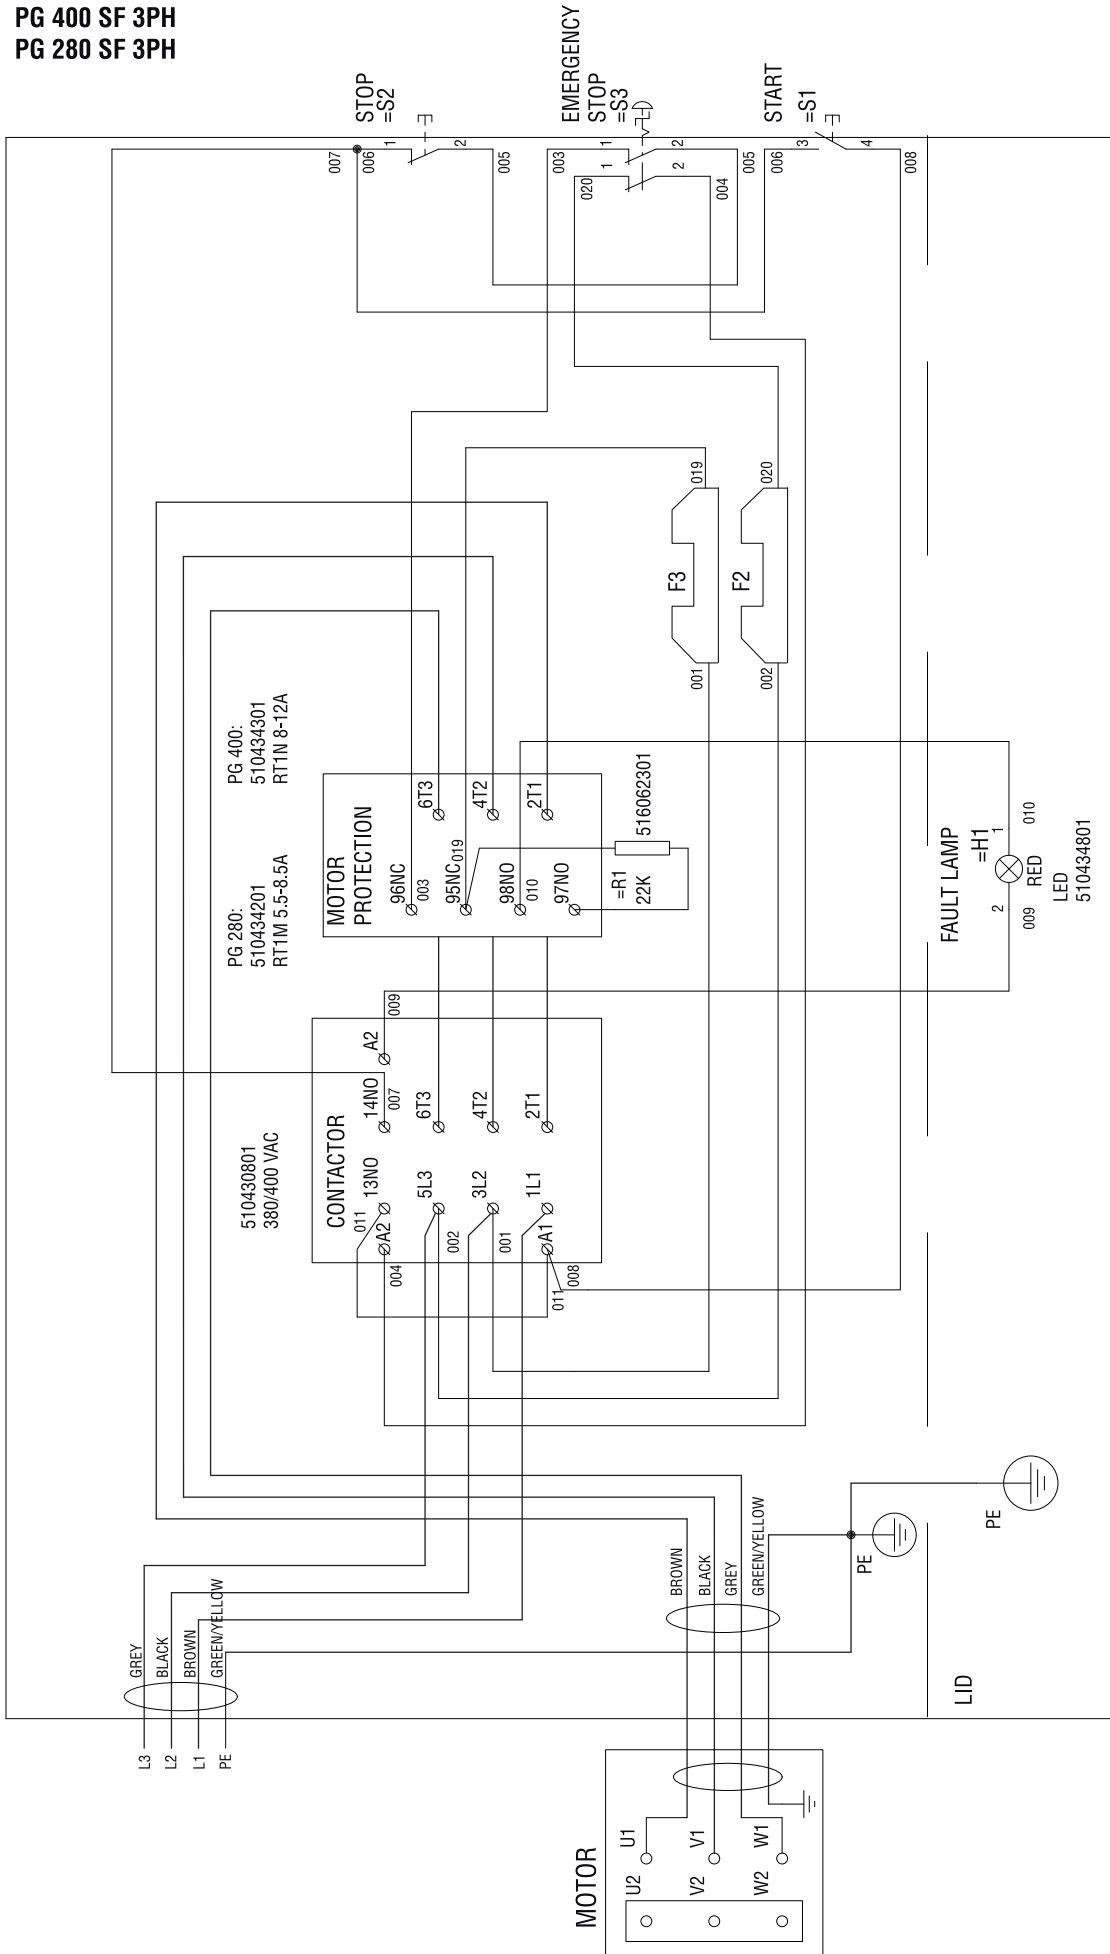 PG 400 SF 3PH
PG 280 SF 3PH
L3
L2
L1
PE
GREY
BLACK
BROWN
GREEN/YELLOW
MOTOR
U2
V2
W2
U1
V1
W1
BROWN
BLACK
GREY
GREEN/YELLOW
PE
PE
LID
510430801
380/400 VAC
CONTACTOR
A2
004
011
13NO
14NO
007
A2
009
5L3
002
6T3
3L2
001
4T2
1L1
2T1
A1
008
011
PG 280:
510434201
RT1M 5.5-8.5A
PG 400:
510434301
RT1N 8-12A
MOTOR
PROTECTION
96NC
003
95NC
019
98NO
010
97NO
6T3
4T2
2T1
=R1
22K
516062301
001
F3
019
002
F2
020
FAULT LAMP
=H1
2
1
009
010
RED
LED
510434801
STOP
=S2
007
006
1
2
005
EMERGENCY
STOP
=S3
003
1
2
005
020
1
2
004
START
=S1
006
3
4
008